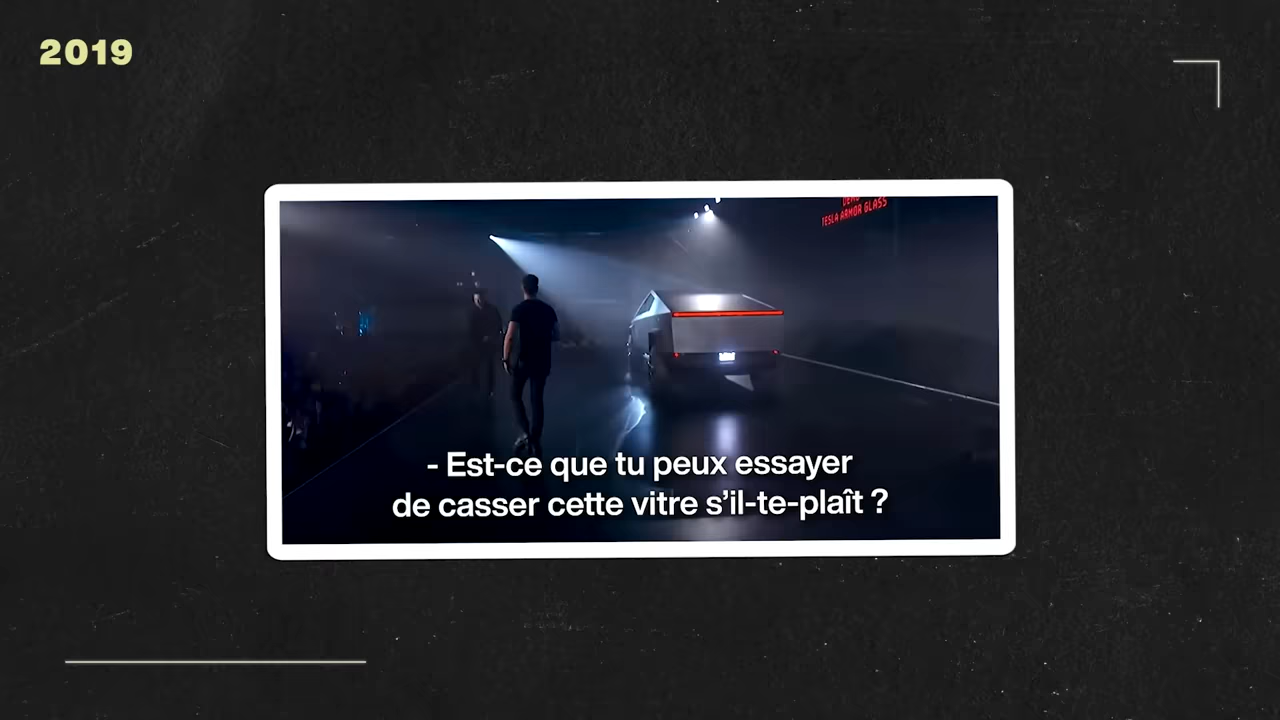 2019
TESLA ARMOR GLASS
- Est-ce que tu peux essayer
de casser cette vitre s’il-te-plaît ?